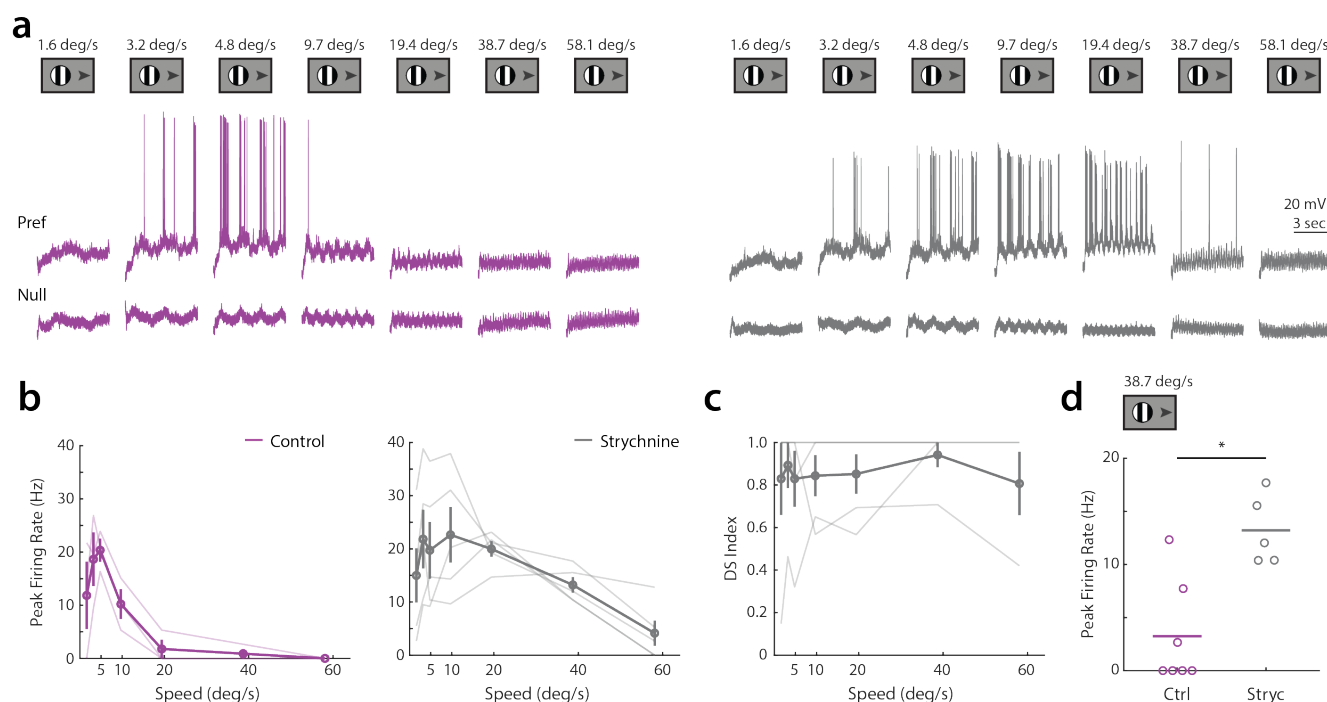 a
1.6 deg/s 3.2 deg/s 4.8 deg/s 9.7 deg/s 19.4 deg/s 38.7 deg/s 58.1 deg/s
1.6 deg/s 3.2 deg/s 4.8 deg/s 9.7 deg/s 19.4 deg/s 38.7 deg/s 58.1 deg/s
Pref
Null
20 mV
3 sec
b
Control
40
30
20
10
0
Peak Firing Rate (Hz)
5 10 20 40 60
Speed (deg/s)
Strychnine
40
30
20
10
0
5 10 20 40 60
Speed (deg/s)
c
1.0
0.8
0.6
0.4
0.2
0
DS Index
5 10 20 40 60
Speed (deg/s)
d
38.7 deg/s
*
20
10
0
Peak Firing Rate (Hz)
Ctrl Stryc